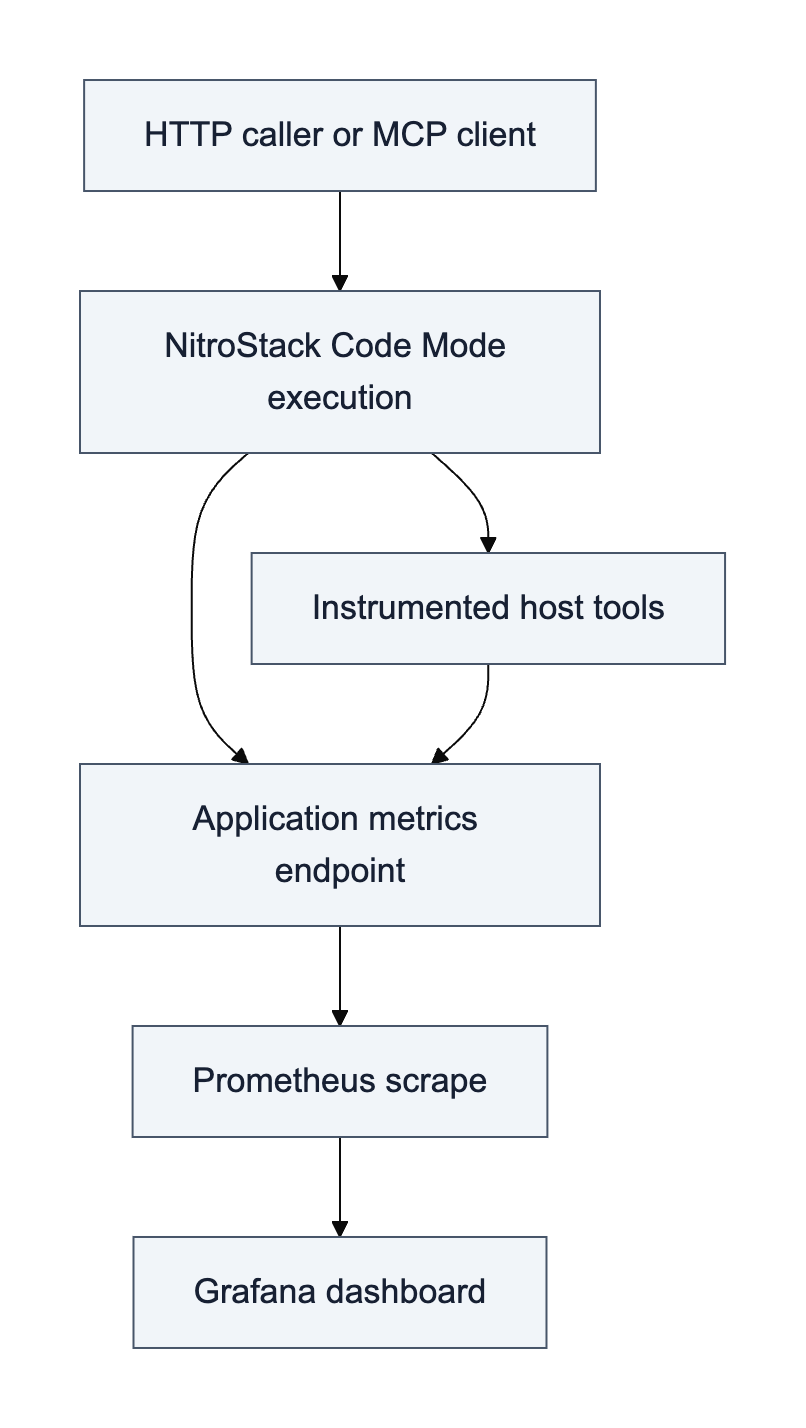 HTTP caller or MCP client
NitroStack Code Mode
execution
Instrumented host tools
Application metrics
endpoint
Prometheus scrape
Grafana dashboard